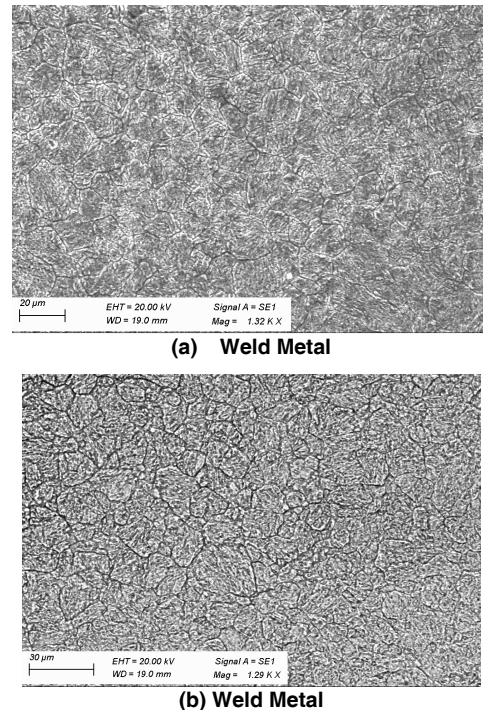 20 µm EHT = 20.00 kV Signal A = SE1
WD = 19.0 mm Mag = 1.32 K X
(a) Weld Metal
30 µm EHT = 20.00 kV Signal A = SE1
WD = 19.0 mm Mag = 1.29 K X
(b) Weld Metal